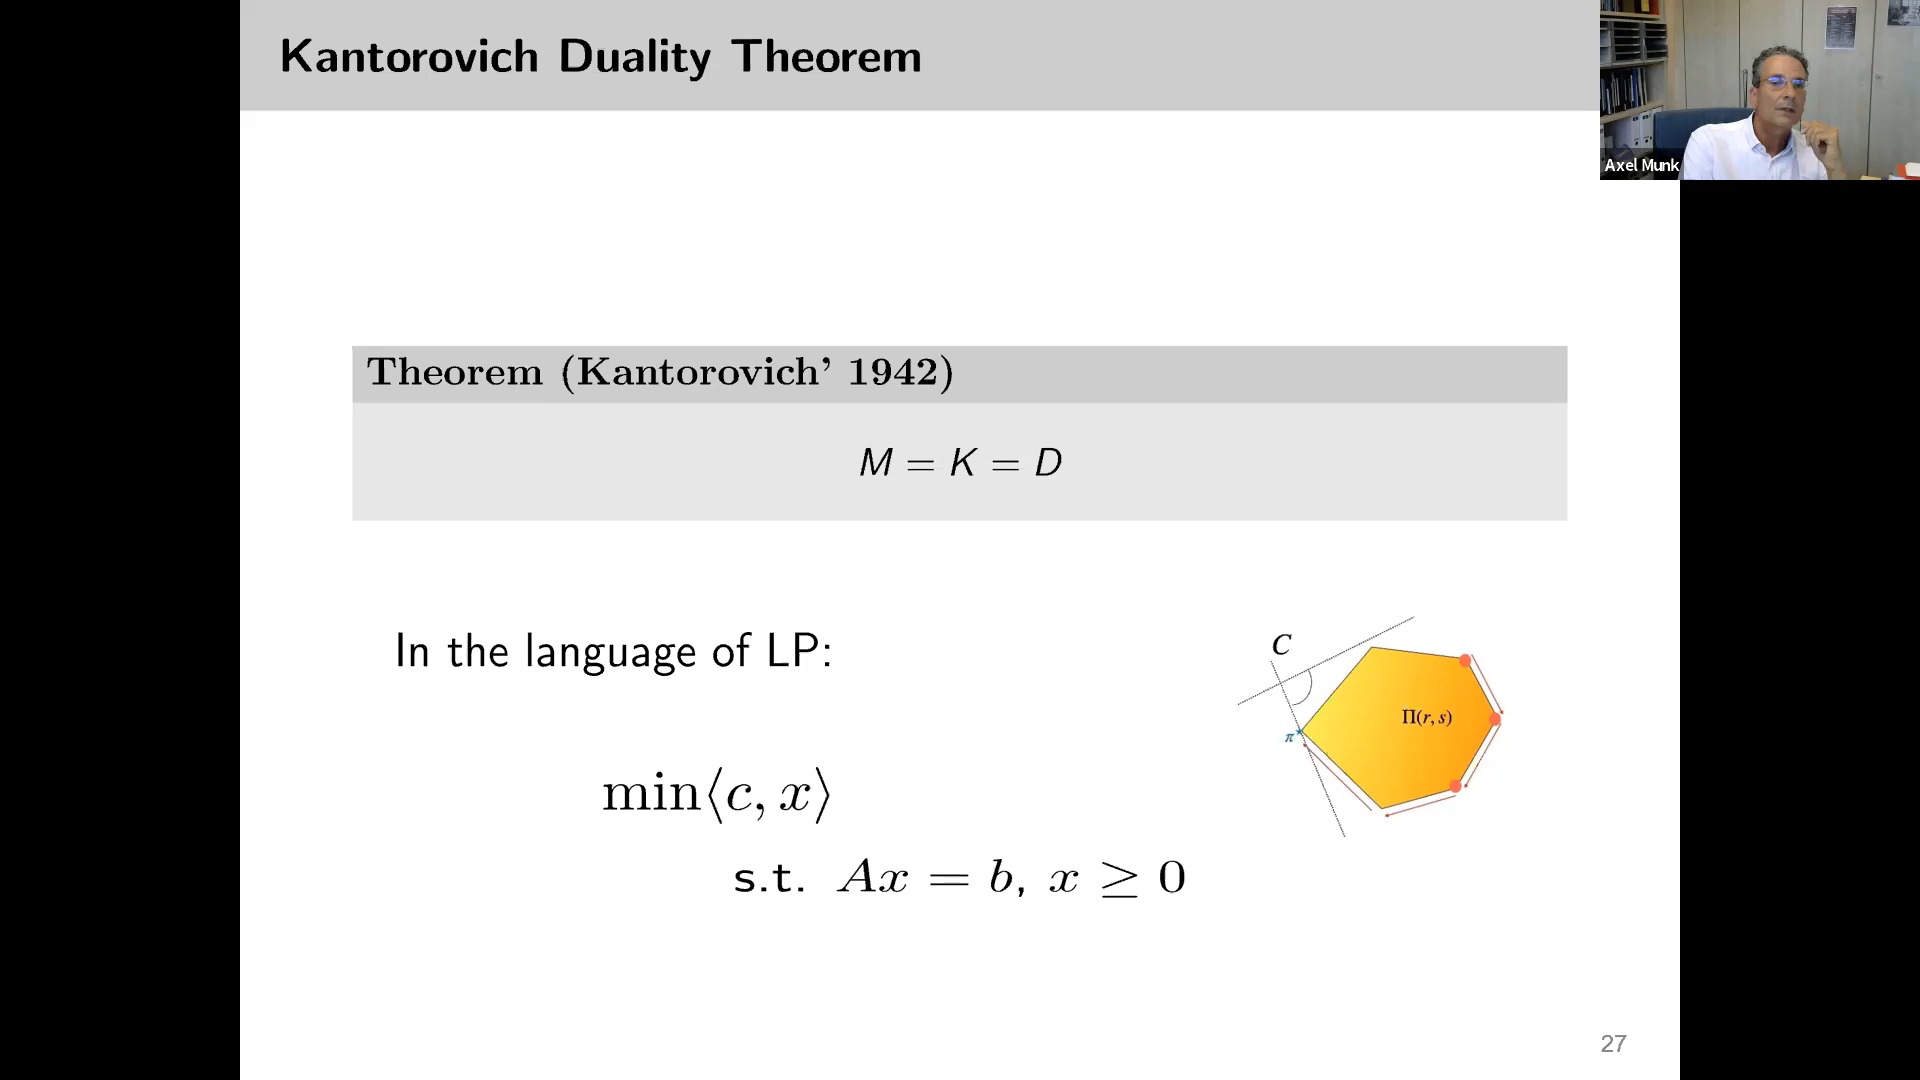 Kantorovich Duality Theorem
Axel Munk
Theorem (Kantorovich’ 1942)
M = K = D
In the language of LP:
C
Π(r, s)
π*
min⟨c, x⟩
s.t. Ax = b, x ≥ 0
27